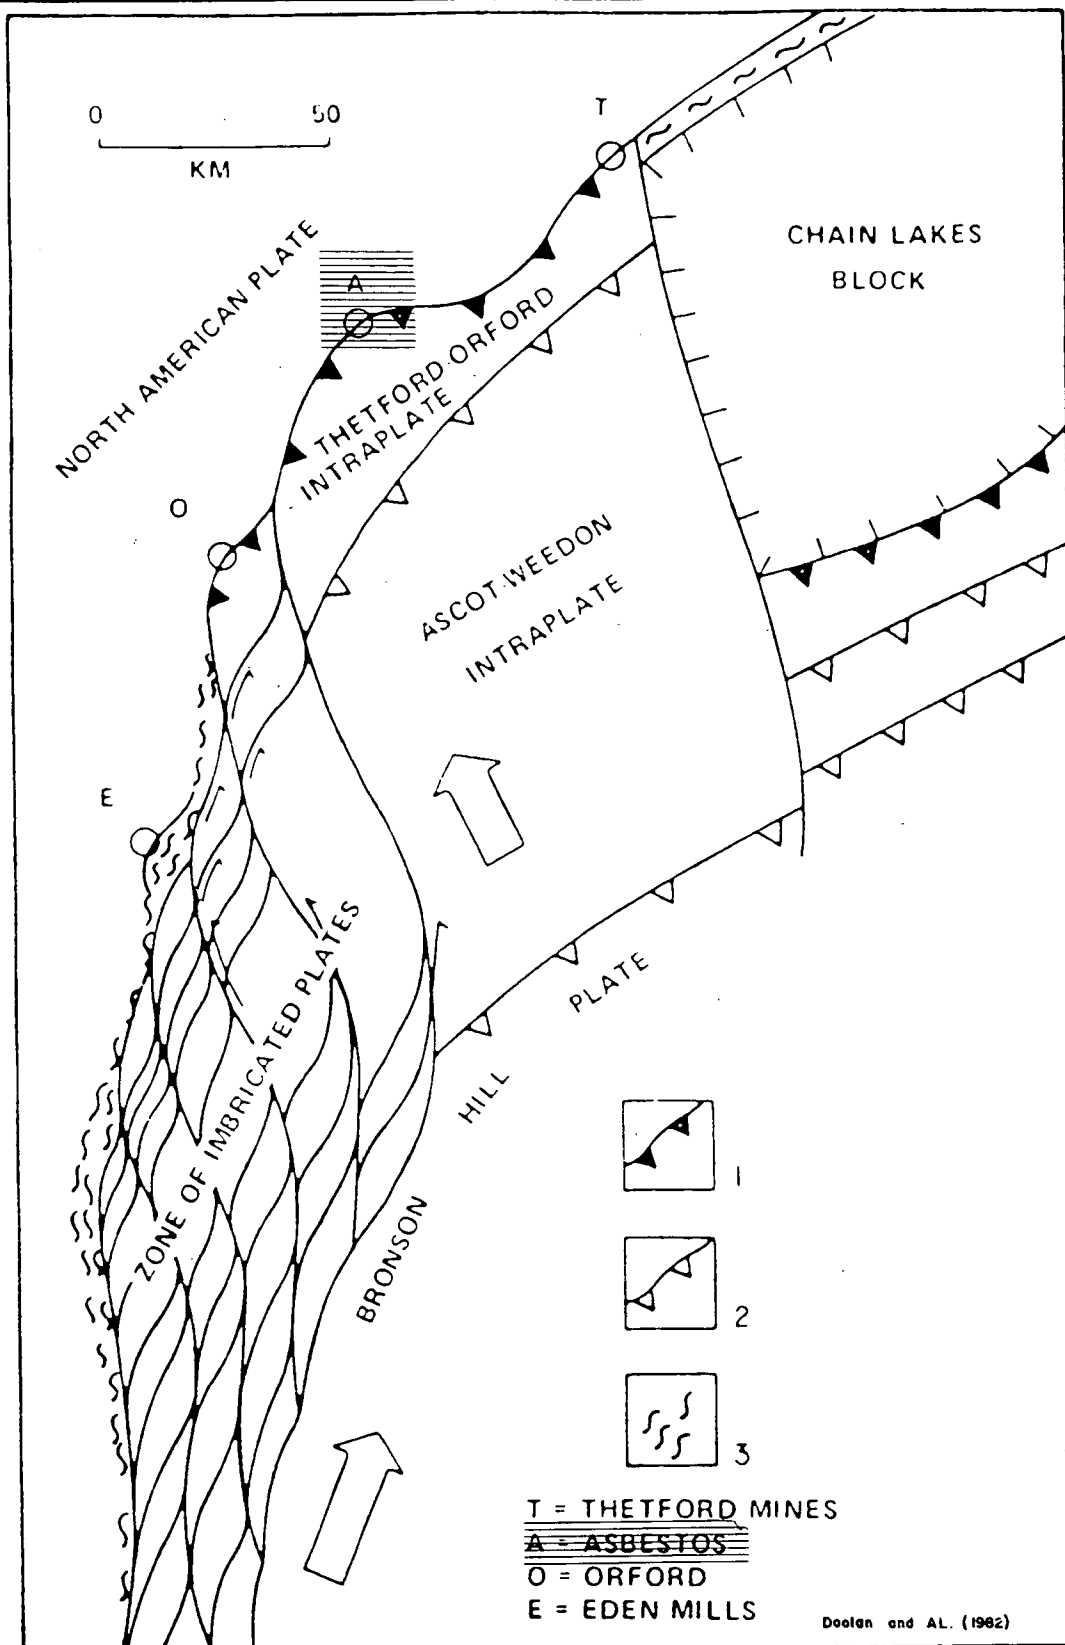 0 50
KM
T
CHAIN LAKES
BLOCK
NORTH AMERICAN PLATE
A
THETFORD-ORFORD
INTRAPLATE
O
ASCOT-WEEDON
INTRAPLATE
E
ZONE OF IMBRICATED PLATES
BRONSON HILL PLATE
1
2
3
T = THETFORD MINES
A = ASBESTOS
O = ORFORD
E = EDEN MILLS
Doolan and AL. (1982)